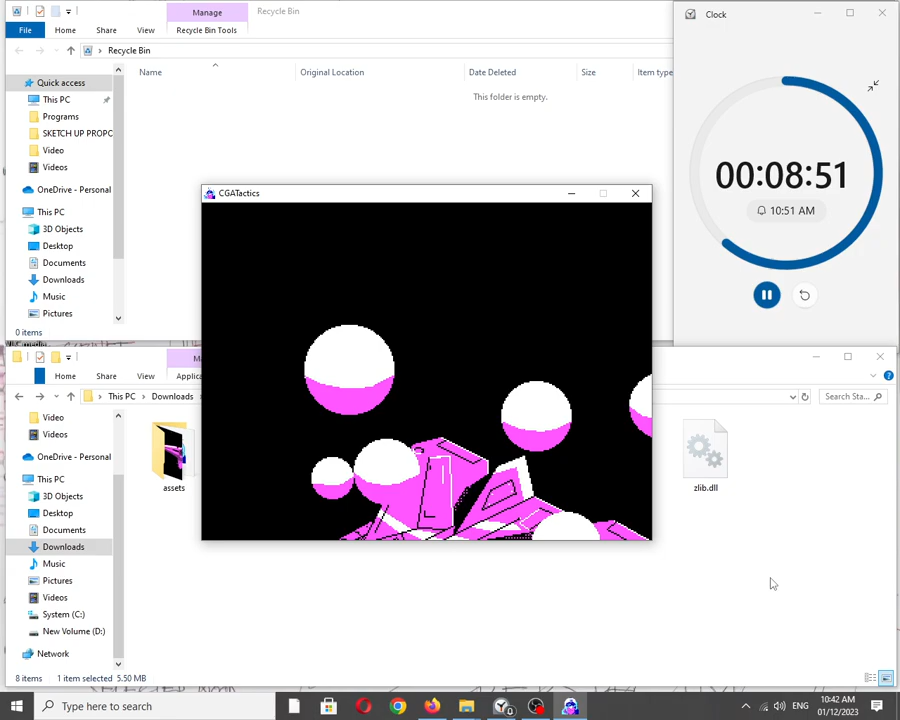 Manage
Recycle Bin
File
Home
Share
View
Recycle Bin Tools
Recycle Bin
Quick access
This PC
Programs
SKETCH UP PROPC
Video
Videos
OneDrive - Personal
This PC
3D Objects
Desktop
Documents
Downloads
Music
Pictures
0 items
Name
Original Location
Date Deleted
Size
Item type
This folder is empty.
Clock
00:08:51
10:51 AM
CGATactics
Home
Share
View
Applic
This PC
Downloads
Search Sta...
Video
Videos
OneDrive - Personal
This PC
3D Objects
Desktop
Documents
Downloads
Music
Pictures
Videos
System (C:)
New Volume (D:)
Network
assets
zlib.dll
8 items
1 item selected
5.50 MB
Type here to search
ENG
10:42 AM
01/12/2023